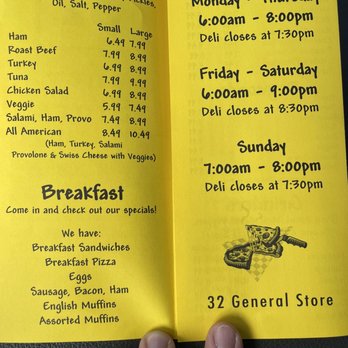 Pickles,
Oil, Salt, Pepper
Small Large
Ham 6.49 7.99
Roast Beef 7.99 8.99
Turkey 6.99 8.99
Tuna 7.99 9.99
Chicken Salad 6.99 8.99
Veggie 5.99 7.99
Salami, Ham, Provo 7.49 8.99
All American 8.49 10.49
(Ham, Turkey, Salami
Provolone & Swiss Cheese with Veggies)
Breakfast
Come in and check out our specials!
We have:
Breakfast Sandwiches
Breakfast Pizza
Eggs
Sausage, Bacon, Ham
English Muffins
Assorted Muffins
Monday - Thursday
6:00am - 8:00pm
Deli closes at 7:30pm
Friday - Saturday
6:00am - 9:00pm
Deli closes at 8:30pm
Sunday
7:00am - 8:00pm
Deli closes at 7:30pm
32 General Store